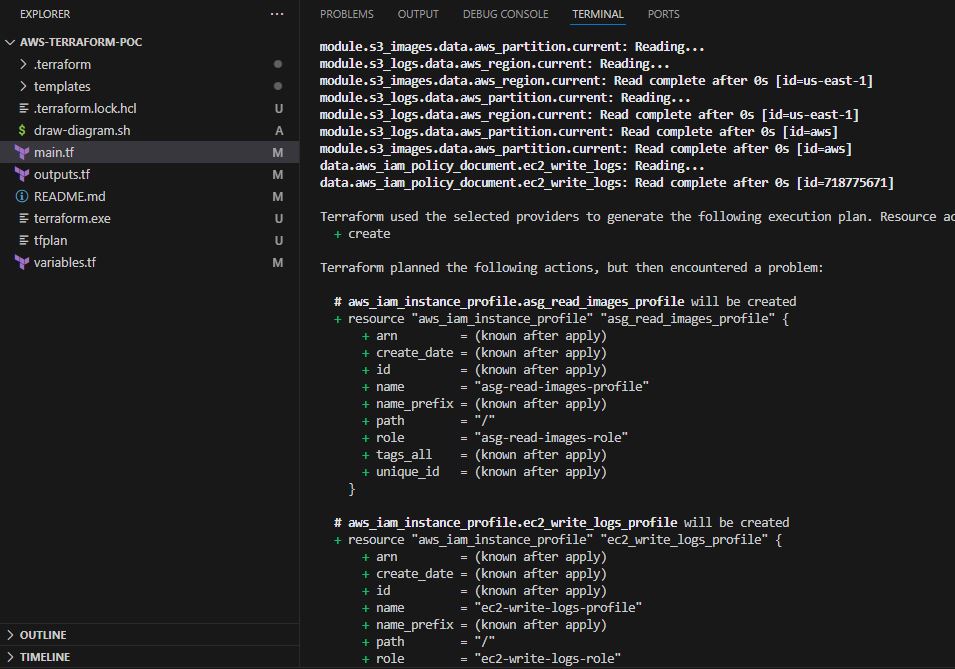 EXPLORER
AWS-TERRAFORM-POC
.terraform
templates
.terraform.lock.hcl U
$ draw-diagram.sh A
main.tf M
outputs.tf M
README.md M
terraform.exe U
tfplan U
variables.tf M
OUTLINE
TIMELINE
PROBLEMS OUTPUT DEBUG CONSOLE TERMINAL PORTS
module.s3_images.data.aws_partition.current: Reading...
module.s3_logs.data.aws_region.current: Reading...
module.s3_images.data.aws_region.current: Read complete after 0s [id=us-east-1]
module.s3_logs.data.aws_partition.current: Reading...
module.s3_logs.data.aws_region.current: Read complete after 0s [id=us-east-1]
module.s3_logs.data.aws_partition.current: Read complete after 0s [id=aws]
module.s3_images.data.aws_partition.current: Read complete after 0s [id=aws]
data.aws_iam_policy_document.ec2_write_logs: Reading...
data.aws_iam_policy_document.ec2_write_logs: Read complete after 0s [id=718775671]
Terraform used the selected providers to generate the following execution plan. Resource ac
+ create
Terraform planned the following actions, but then encountered a problem:
# aws_iam_instance_profile.asg_read_images_profile will be created
+ resource "aws_iam_instance_profile" "asg_read_images_profile" {
+ arn = (known after apply)
+ create_date = (known after apply)
+ id = (known after apply)
+ name = "asg-read-images-profile"
+ name_prefix = (known after apply)
+ path = "/"
+ role = "asg-read-images-role"
+ tags_all = (known after apply)
+ unique_id = (known after apply)
}
# aws_iam_instance_profile.ec2_write_logs_profile will be created
+ resource "aws_iam_instance_profile" "ec2_write_logs_profile" {
+ arn = (known after apply)
+ create_date = (known after apply)
+ id = (known after apply)
+ name = "ec2-write-logs-profile"
+ name_prefix = (known after apply)
+ path = "/"
+ role = "ec2-write-logs-role"